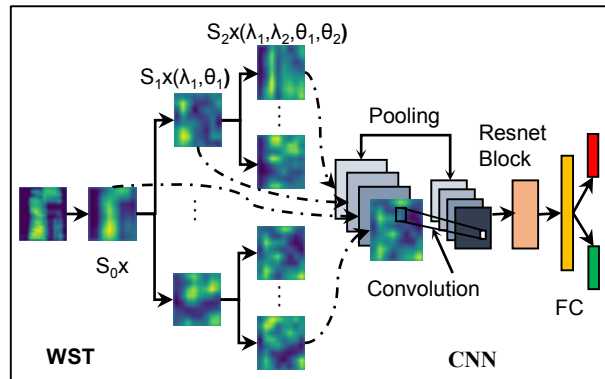 S₂x(λ₁,λ₂,θ₁,θ₂)
S₁x(λ₁,θ₁)
Pooling
Resnet
Block
S₀x
Convolution
FC
WST
CNN